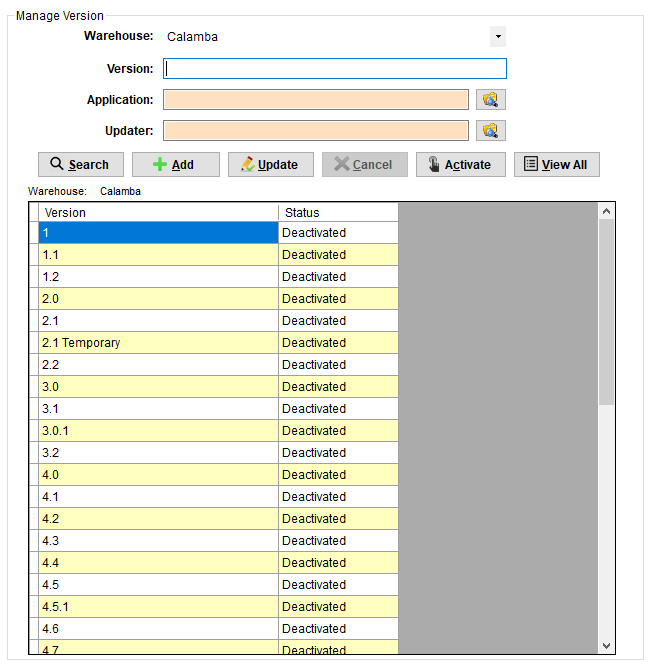 Manage Version
Warehouse: Calamba
Version:
Application:
Updater:
Search Add Update Cancel Activate View All
Warehouse: Calamba
Version Status
1 Deactivated
1.1 Deactivated
1.2 Deactivated
2.0 Deactivated
2.1 Deactivated
2.1 Temporary Deactivated
2.2 Deactivated
3.0 Deactivated
3.1 Deactivated
3.0.1 Deactivated
3.2 Deactivated
4.0 Deactivated
4.1 Deactivated
4.2 Deactivated
4.3 Deactivated
4.4 Deactivated
4.5 Deactivated
4.5.1 Deactivated
4.6 Deactivated
4.7 Deactivated